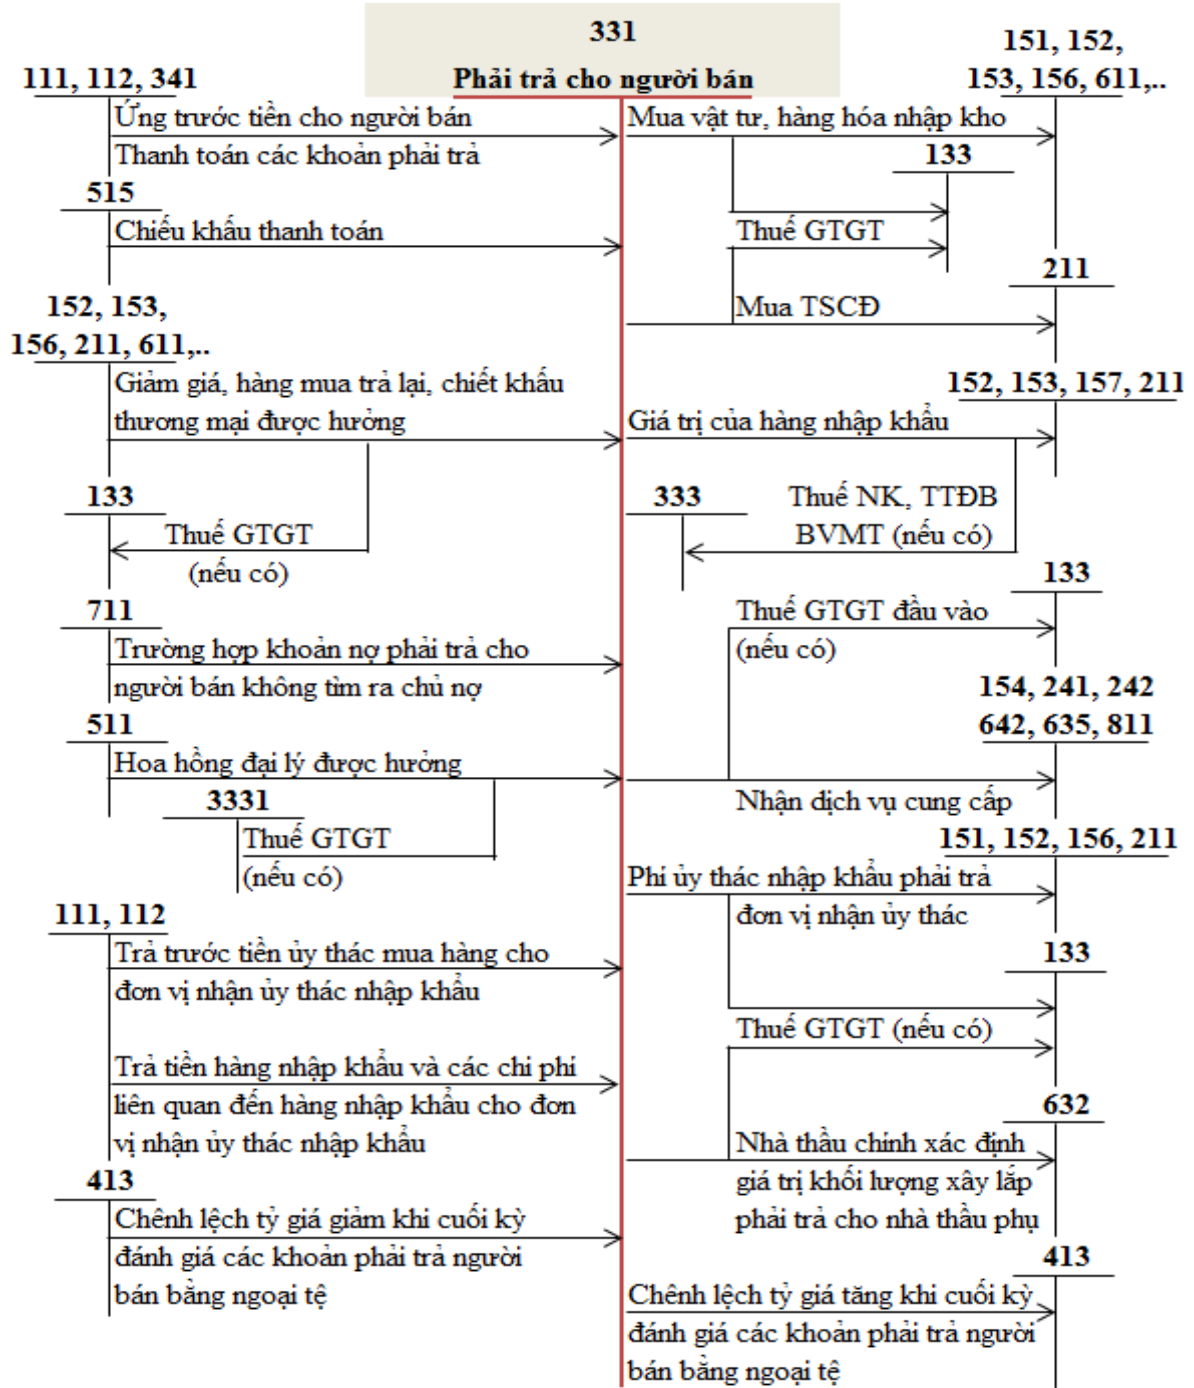 331
Phải trả cho người bán
111, 112, 341
Ứng trước tiền cho người bán
Thanh toán các khoản phải trả
515
Chiếu khấu thanh toán
152, 153,
156, 211, 611,..
Giảm giá, hàng mua trả lại, chiết khấu
thương mại được hưởng
133
Thuế GTGT
(nếu có)
711
Trường hợp khoản nợ phải trả cho
người bán không tìm ra chủ nợ
511
Hoa hồng đại lý được hưởng
3331
Thuế GTGT
(nếu có)
111, 112
Trả trước tiền ủy thác mua hàng cho
đơn vị nhận ủy thác nhập khẩu
Trả tiền hàng nhập khẩu và các chi phí
liên quan đến hàng nhập khẩu cho đơn
vị nhận ủy thác nhập khẩu
413
Chênh lệch tỷ giá giảm khi cuối kỳ
đánh giá các khoản phải trả người
bán bằng ngoại tệ
151, 152,
153, 156, 611,..
Mua vật tư, hàng hóa nhập kho
133
Thuế GTGT
211
Mua TSCĐ
152, 153, 157, 211
Giá trị của hàng nhập khẩu
333
Thuế NK, TTĐB
BVMT (nếu có)
133
Thuế GTGT đầu vào
(nếu có)
154, 241, 242
642, 635, 811
Nhận dịch vụ cung cấp
151, 152, 156, 211
Phí ủy thác nhập khẩu phải trả
đơn vị nhận ủy thác
133
Thuế GTGT (nếu có)
632
Nhà thầu chính xác định
giá trị khối lượng xây lắp
phải trả cho nhà thầu phụ
413
Chênh lệch tỷ giá tăng khi cuối kỳ
đánh giá các khoản phải trả người
bán bằng ngoại tệ